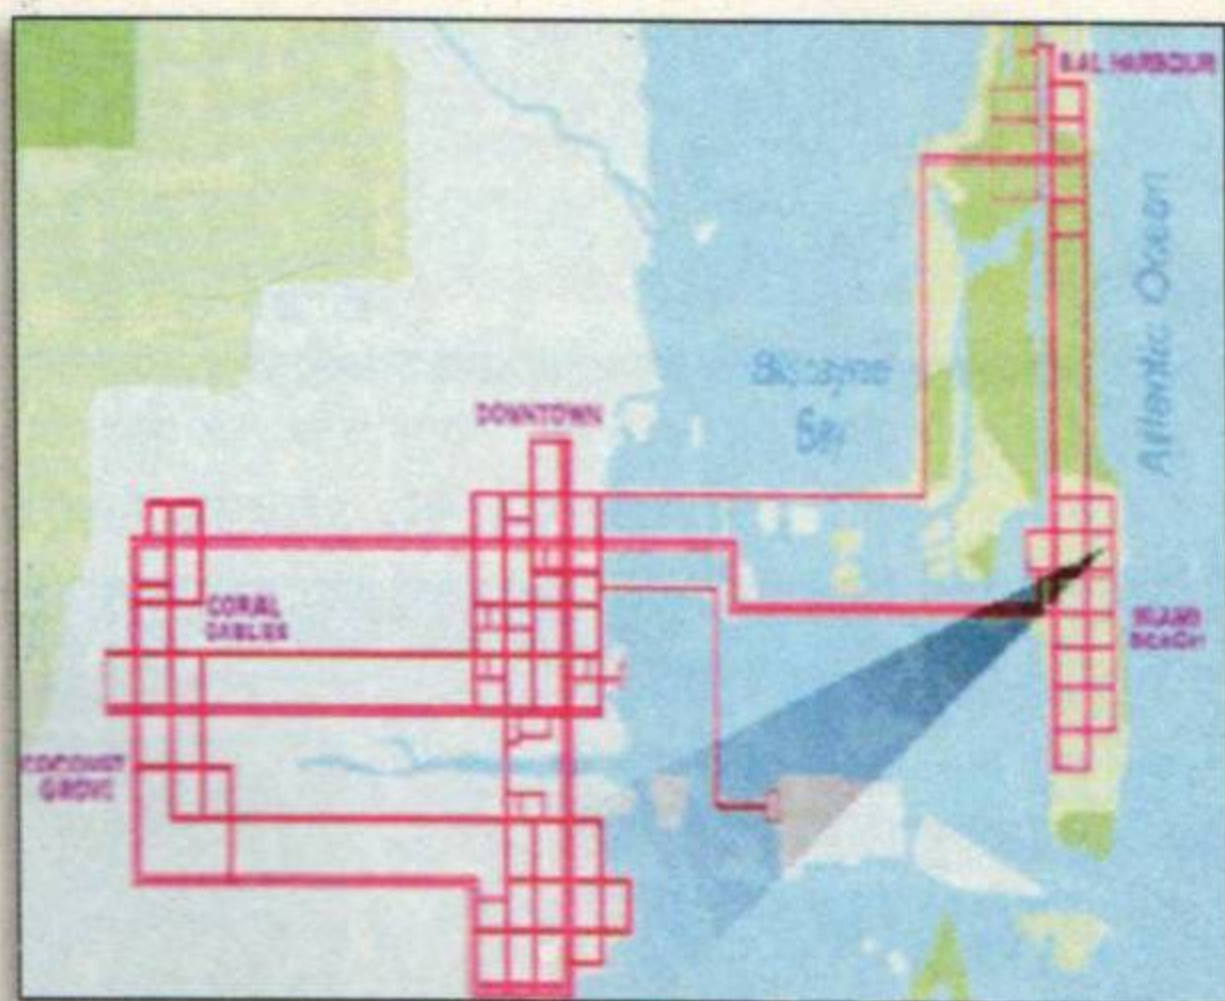 BAL HARBOUR
Atlantic Ocean
Biscayne
Bay
DOWNTOWN
CORAL
GABLES
MIAMI
BEACH
COCONUT
GROVE